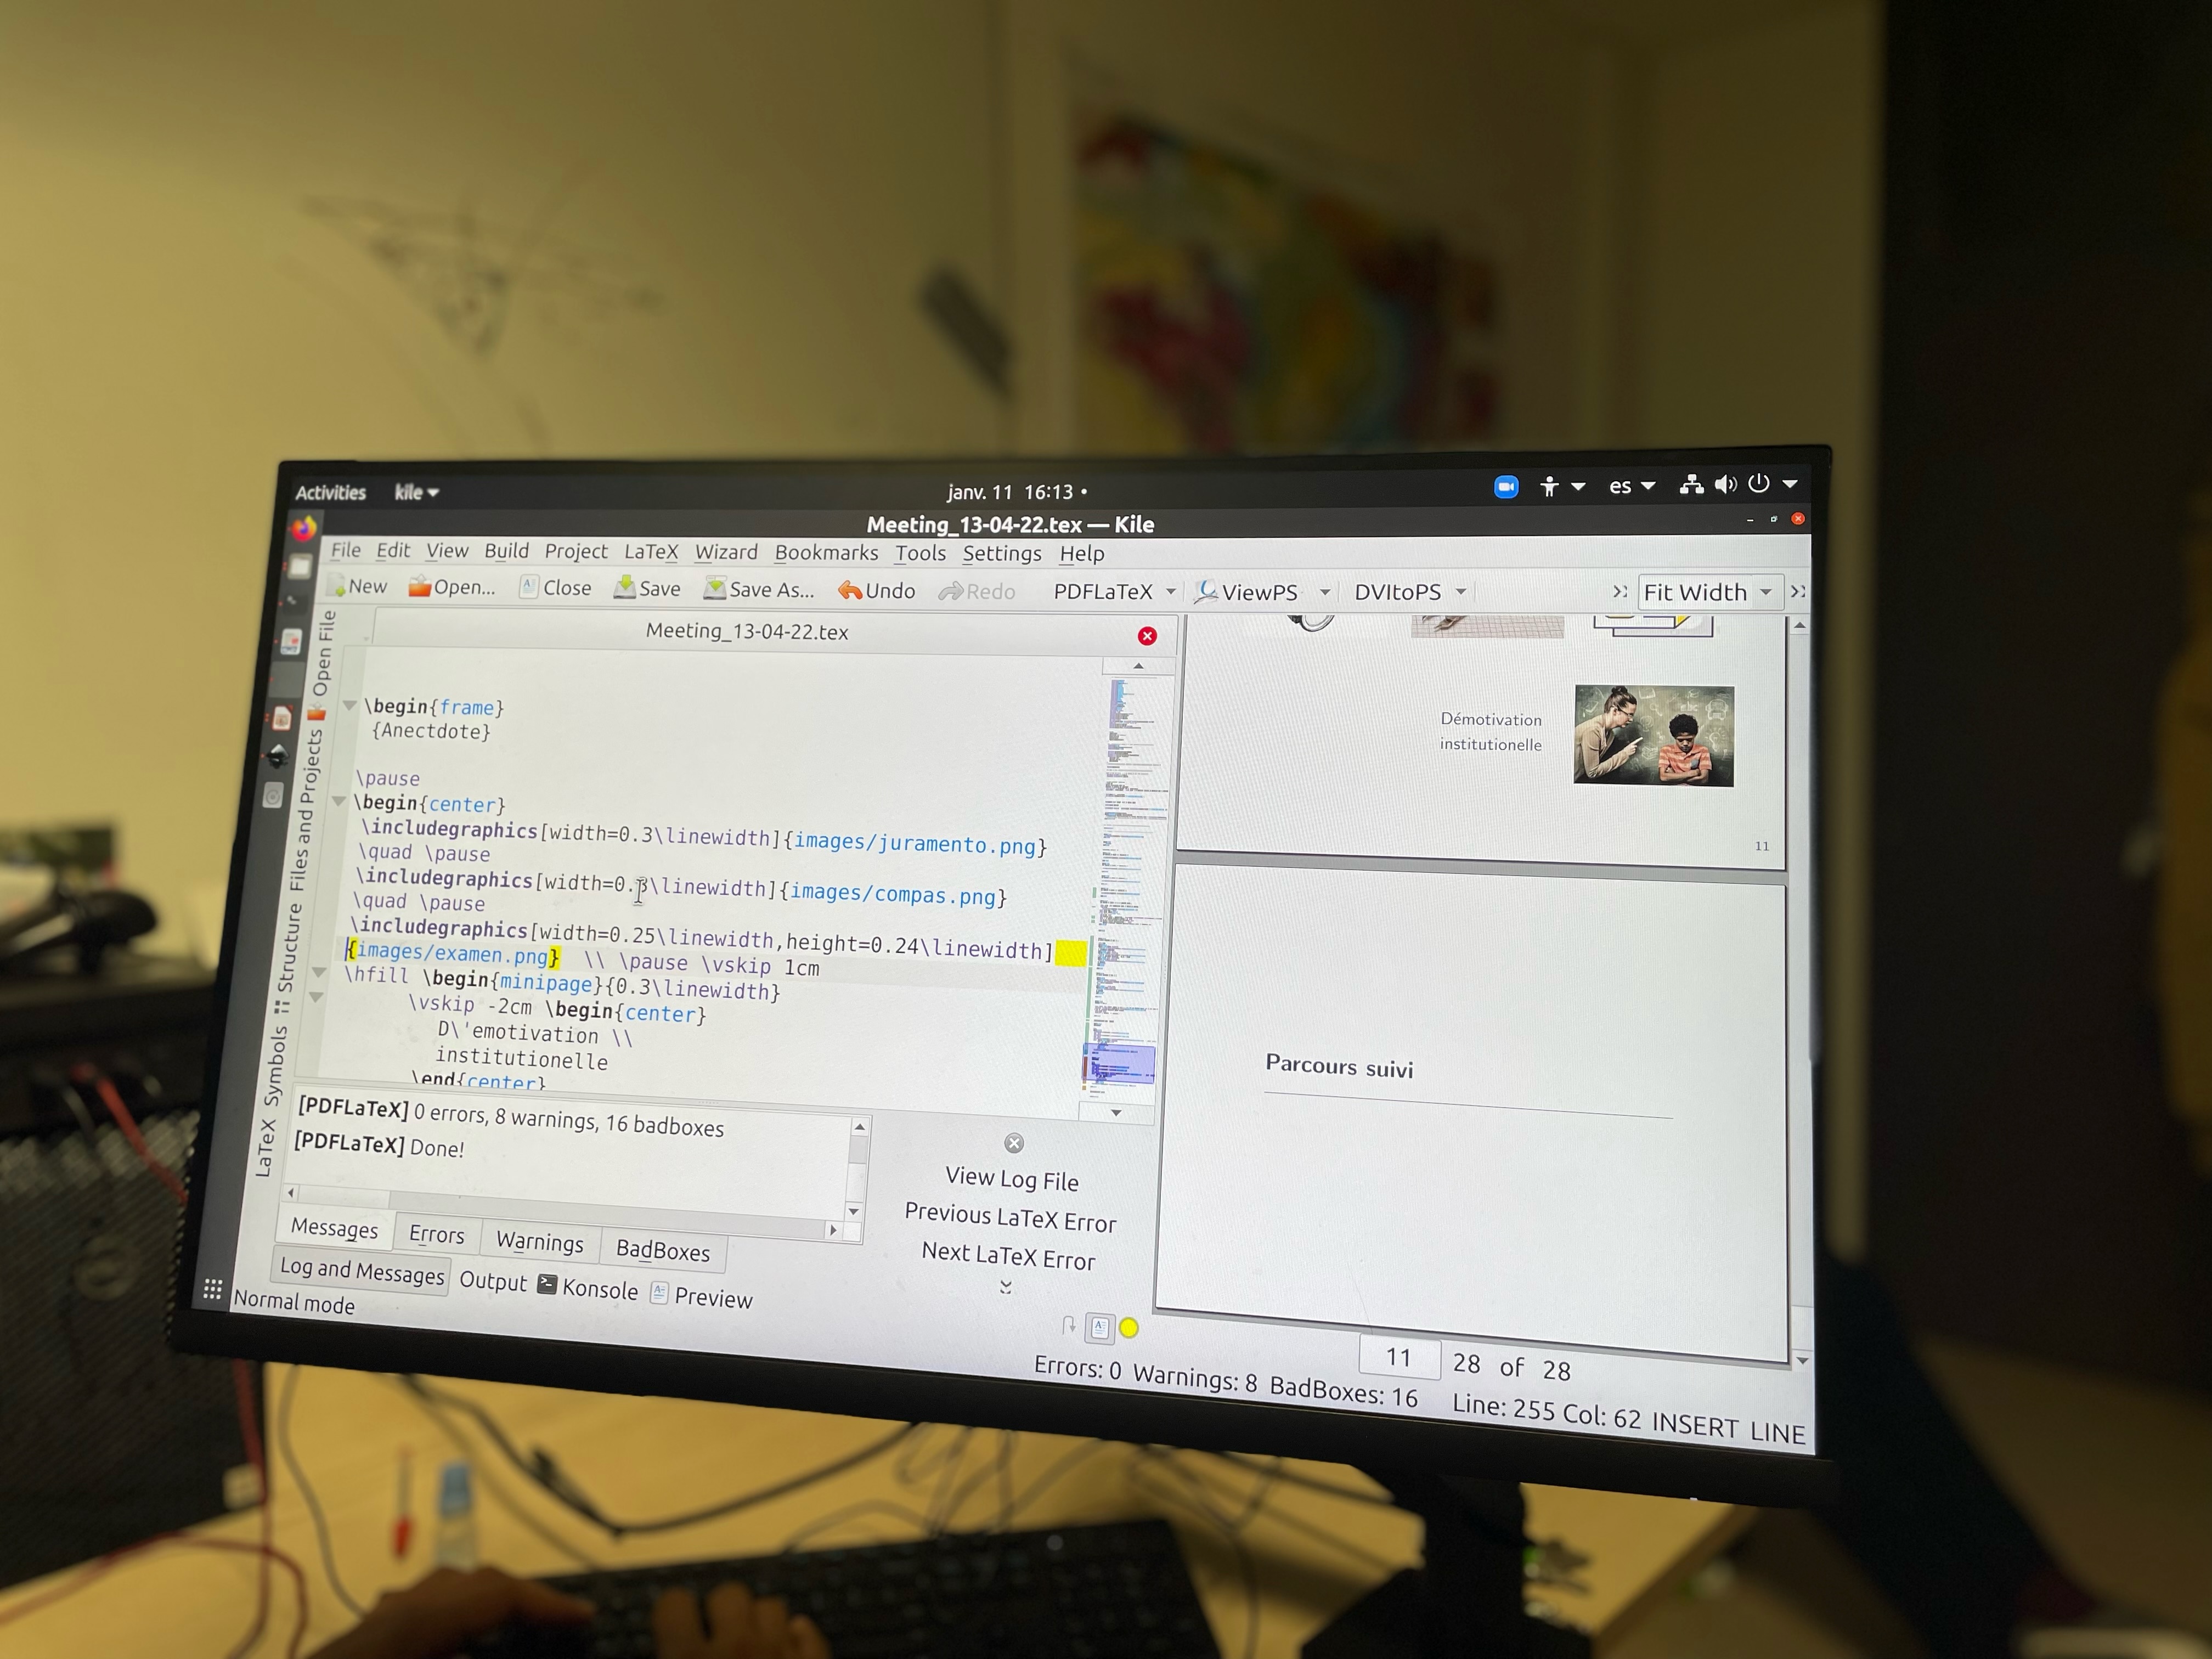 Activities kile janv. 11 16:13 es
Meeting_13-04-22.tex — Kile
File Edit View Build Project LaTeX Wizard Bookmarks Tools Settings Help
New Open... Close Save Save As... Undo Redo PDFLaTeX ViewPS DVItoPS Fit Width
Open File
Files and Projects
Structure
Symbols
LaTeX
Meeting_13-04-22.tex
\begin{frame}
{Anectdote}
\pause
\begin{center}
\includegraphics[width=0.3\linewidth]{images/juramento.png}
\quad \pause
\includegraphics[width=0.3\linewidth]{images/compas.png}
\quad \pause
\includegraphics[width=0.25\linewidth,height=0.24\linewidth]
{images/examen.png} \\ \pause \vskip 1cm
\hfill \begin{minipage}{0.3\linewidth}
\vskip -2cm \begin{center}
D\'emotivation \\
institutionelle
\end{center}
Démotivation
institutionelle
11
Parcours suivi
[PDFLaTeX] 0 errors, 8 warnings, 16 badboxes
[PDFLaTeX] Done!
View Log File
Previous LaTeX Error
Next LaTeX Error
Messages Errors Warnings BadBoxes
Log and Messages Output Konsole Preview
Normal mode
11 28 of 28
Errors: 0 Warnings: 8 BadBoxes: 16 Line: 255 Col: 62 INSERT LINE